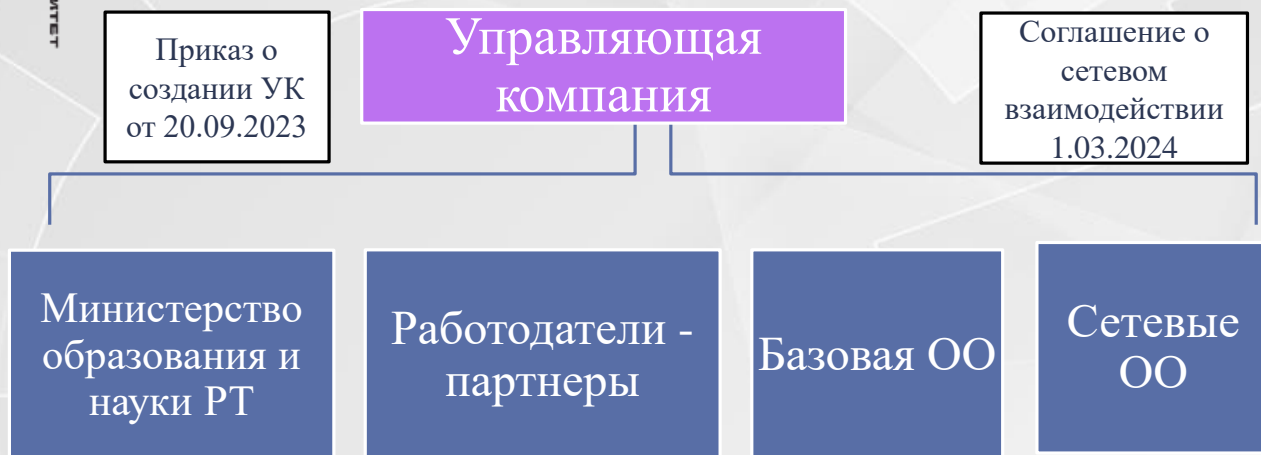 Приказ о
создании УК
от 20.09.2023
Управляющая
компания
Соглашение о
сетевом
взаимодействии
1.03.2024
Министерство
образования и
науки РТ
Работодатели -
партнеры
Базовая ОО
Сетевые
ОО